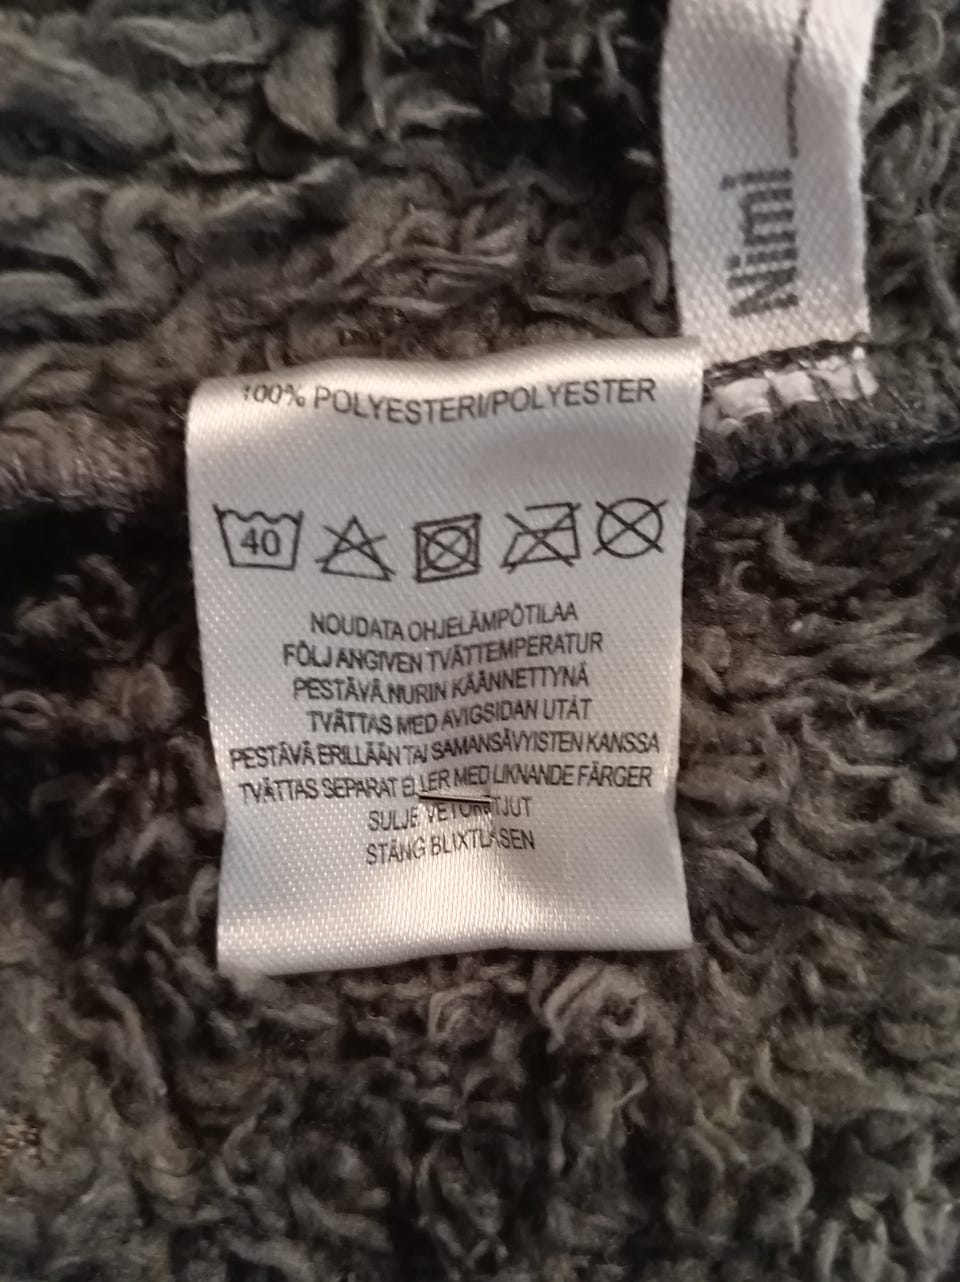 Nimi
100% POLYESTERI/POLYESTER
40
NOUDATA OHJELÄMPÖTILAA
FÖLJ ANGIVEN TVÄTTEMPERATUR
PESTÄVÄ NURIN KÄÄNNETTYNÄ
TVÄTTAS MED AVIGSIDAN UTÅT
PESTÄVÄ ERILLÄÄN TAI SAMANSÄVYISTEN KANSSA
TVÄTTAS SEPARAT ELLER MED LIKNANDE FÄRGER
SULJE VETOKETJUT
STÄNG BLIXTLÅSEN